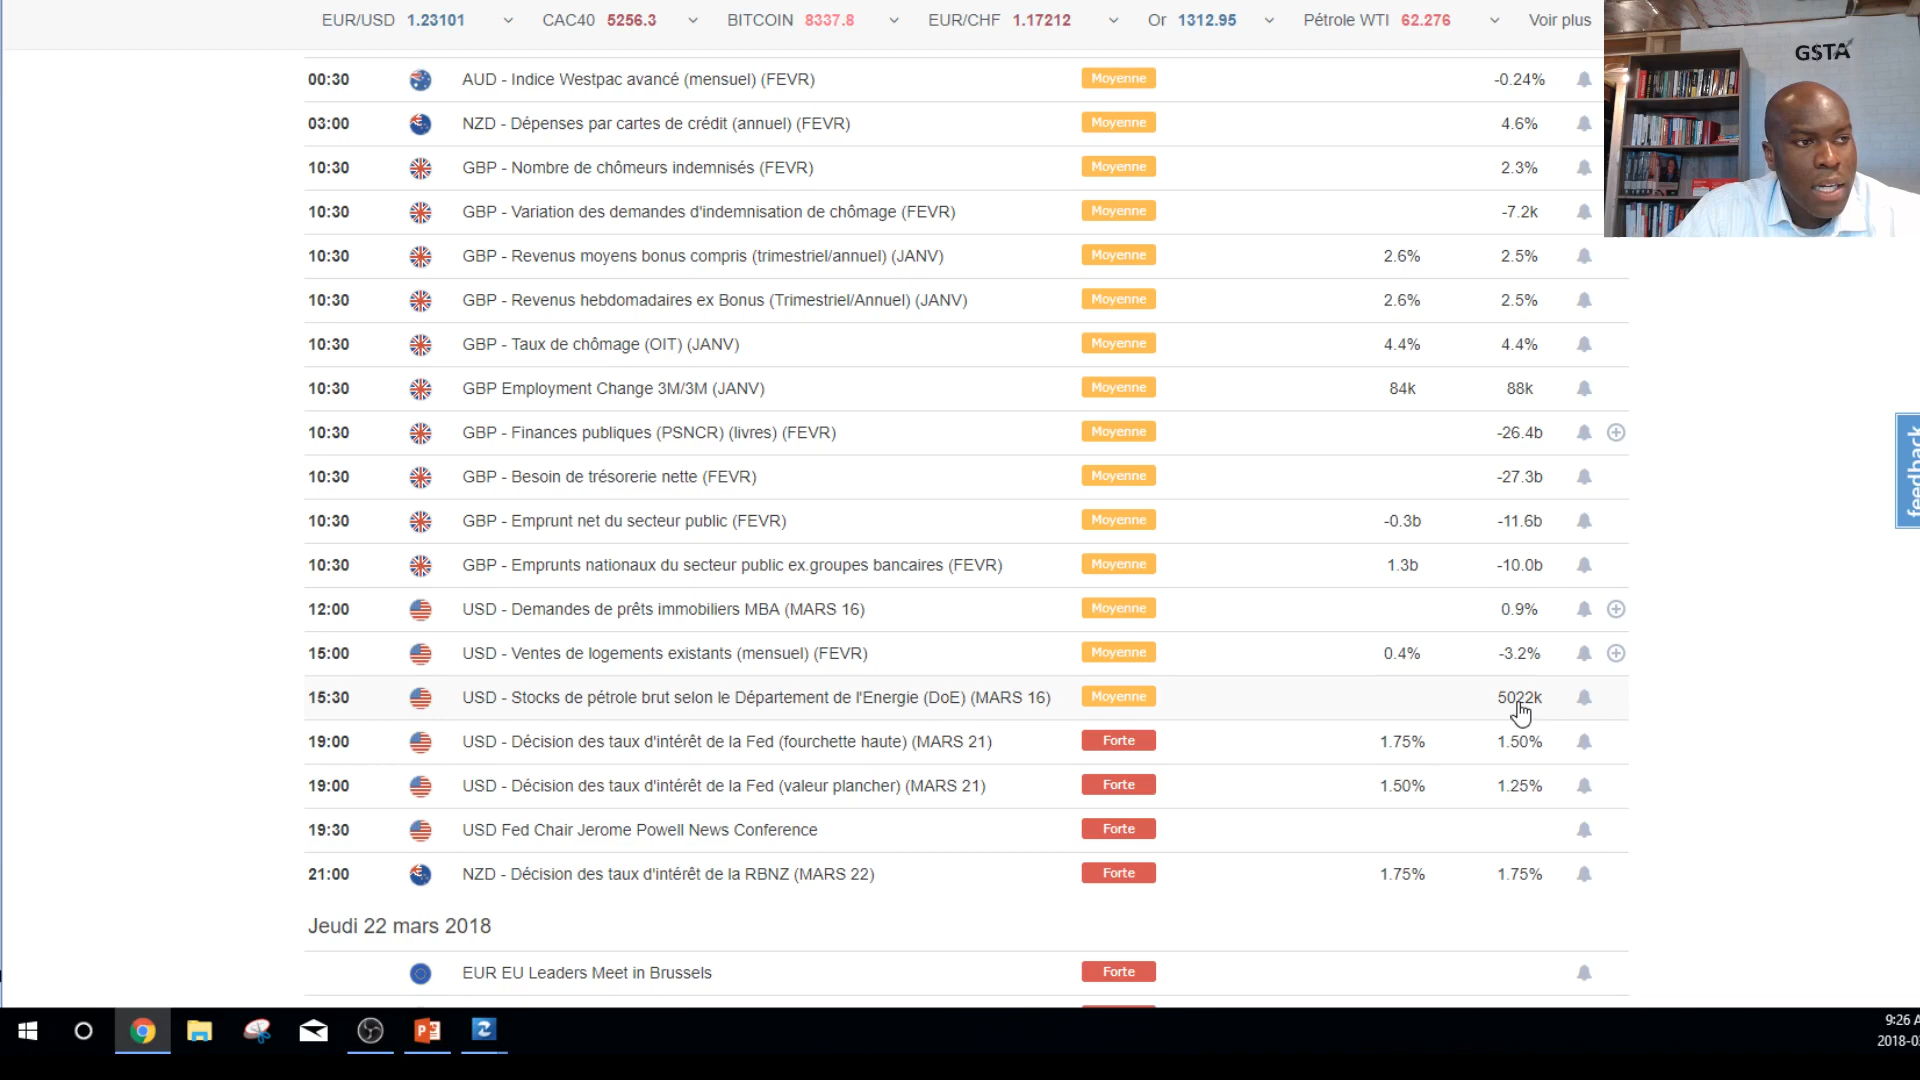 EUR/USD 1.23101 CAC40 5256.3 BITCOIN 8337.8 EUR/CHF 1.17212 Or 1312.95 Pétrole WTI 62.276 Voir plus
G$TA
00:30 AUD - Indice Westpac avancé (mensuel) (FEVR) Moyenne -0.24%
03:00 NZD - Dépenses par cartes de crédit (annuel) (FEVR) Moyenne 4.6%
10:30 GBP - Nombre de chômeurs indemnisés (FEVR) Moyenne 2.3%
10:30 GBP - Variation des demandes d'indemnisation de chômage (FEVR) Moyenne -7.2k
10:30 GBP - Revenus moyens bonus compris (trimestriel/annuel) (JANV) Moyenne 2.6% 2.5%
10:30 GBP - Revenus hebdomadaires ex Bonus (Trimestriel/Annuel) (JANV) Moyenne 2.6% 2.5%
10:30 GBP - Taux de chômage (OIT) (JANV) Moyenne 4.4% 4.4%
10:30 GBP Employment Change 3M/3M (JANV) Moyenne 84k 88k
10:30 GBP - Finances publiques (PSNCR) (livres) (FEVR) Moyenne -26.4b
10:30 GBP - Besoin de trésorerie nette (FEVR) Moyenne -27.3b
10:30 GBP - Emprunt net du secteur public (FEVR) Moyenne -0.3b -11.6b
10:30 GBP - Emprunts nationaux du secteur public ex.groupes bancaires (FEVR) Moyenne 1.3b -10.0b
12:00 USD - Demandes de prêts immobiliers MBA (MARS 16) Moyenne 0.9%
15:00 USD - Ventes de logements existants (mensuel) (FEVR) Moyenne 0.4% -3.2%
15:30 USD - Stocks de pétrole brut selon le Département de l'Energie (DoE) (MARS 16) Moyenne 5022k
19:00 USD - Décision des taux d'intérêt de la Fed (fourchette haute) (MARS 21) Forte 1.75% 1.50%
19:00 USD - Décision des taux d'intérêt de la Fed (valeur plancher) (MARS 21) Forte 1.50% 1.25%
19:30 USD Fed Chair Jerome Powell News Conference Forte
21:00 NZD - Décision des taux d'intérêt de la RBNZ (MARS 22) Forte 1.75% 1.75%
Jeudi 22 mars 2018
EUR EU Leaders Meet in Brussels Forte
feedback
9:26 A
2018-03